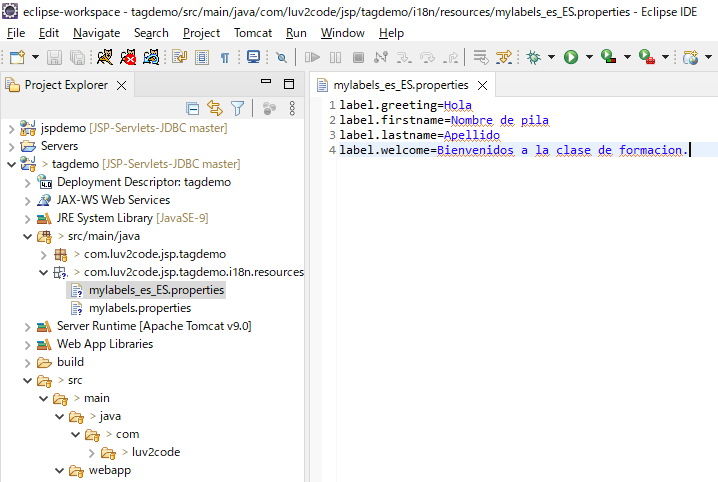 eclipse-workspace - tagdemo/src/main/java/com/luv2code/jsp/tagdemo/i18n/resources/mylabels_es_ES.properties - Eclipse IDE
File Edit Navigate Search Project Tomcat Run Window Help
Project Explorer
mylabels_es_ES.properties
jspdemo [JSP-Servlets-JDBC master]
Servers
> tagdemo [JSP-Servlets-JDBC master]
Deployment Descriptor: tagdemo
JAX-WS Web Services
JRE System Library [JavaSE-9]
> src/main/java
> com.luv2code.jsp.tagdemo
> com.luv2code.jsp.tagdemo.i18n.resources
mylabels_es_ES.properties
mylabels.properties
Server Runtime [Apache Tomcat v9.0]
Web App Libraries
build
> src
> main
> java
> com
> luv2code
> webapp
1 label.greeting=Hola
2 label.firstname=Nombre de pila
3 label.lastname=Apellido
4 label.welcome=Bienvenidos a la clase de formacion.